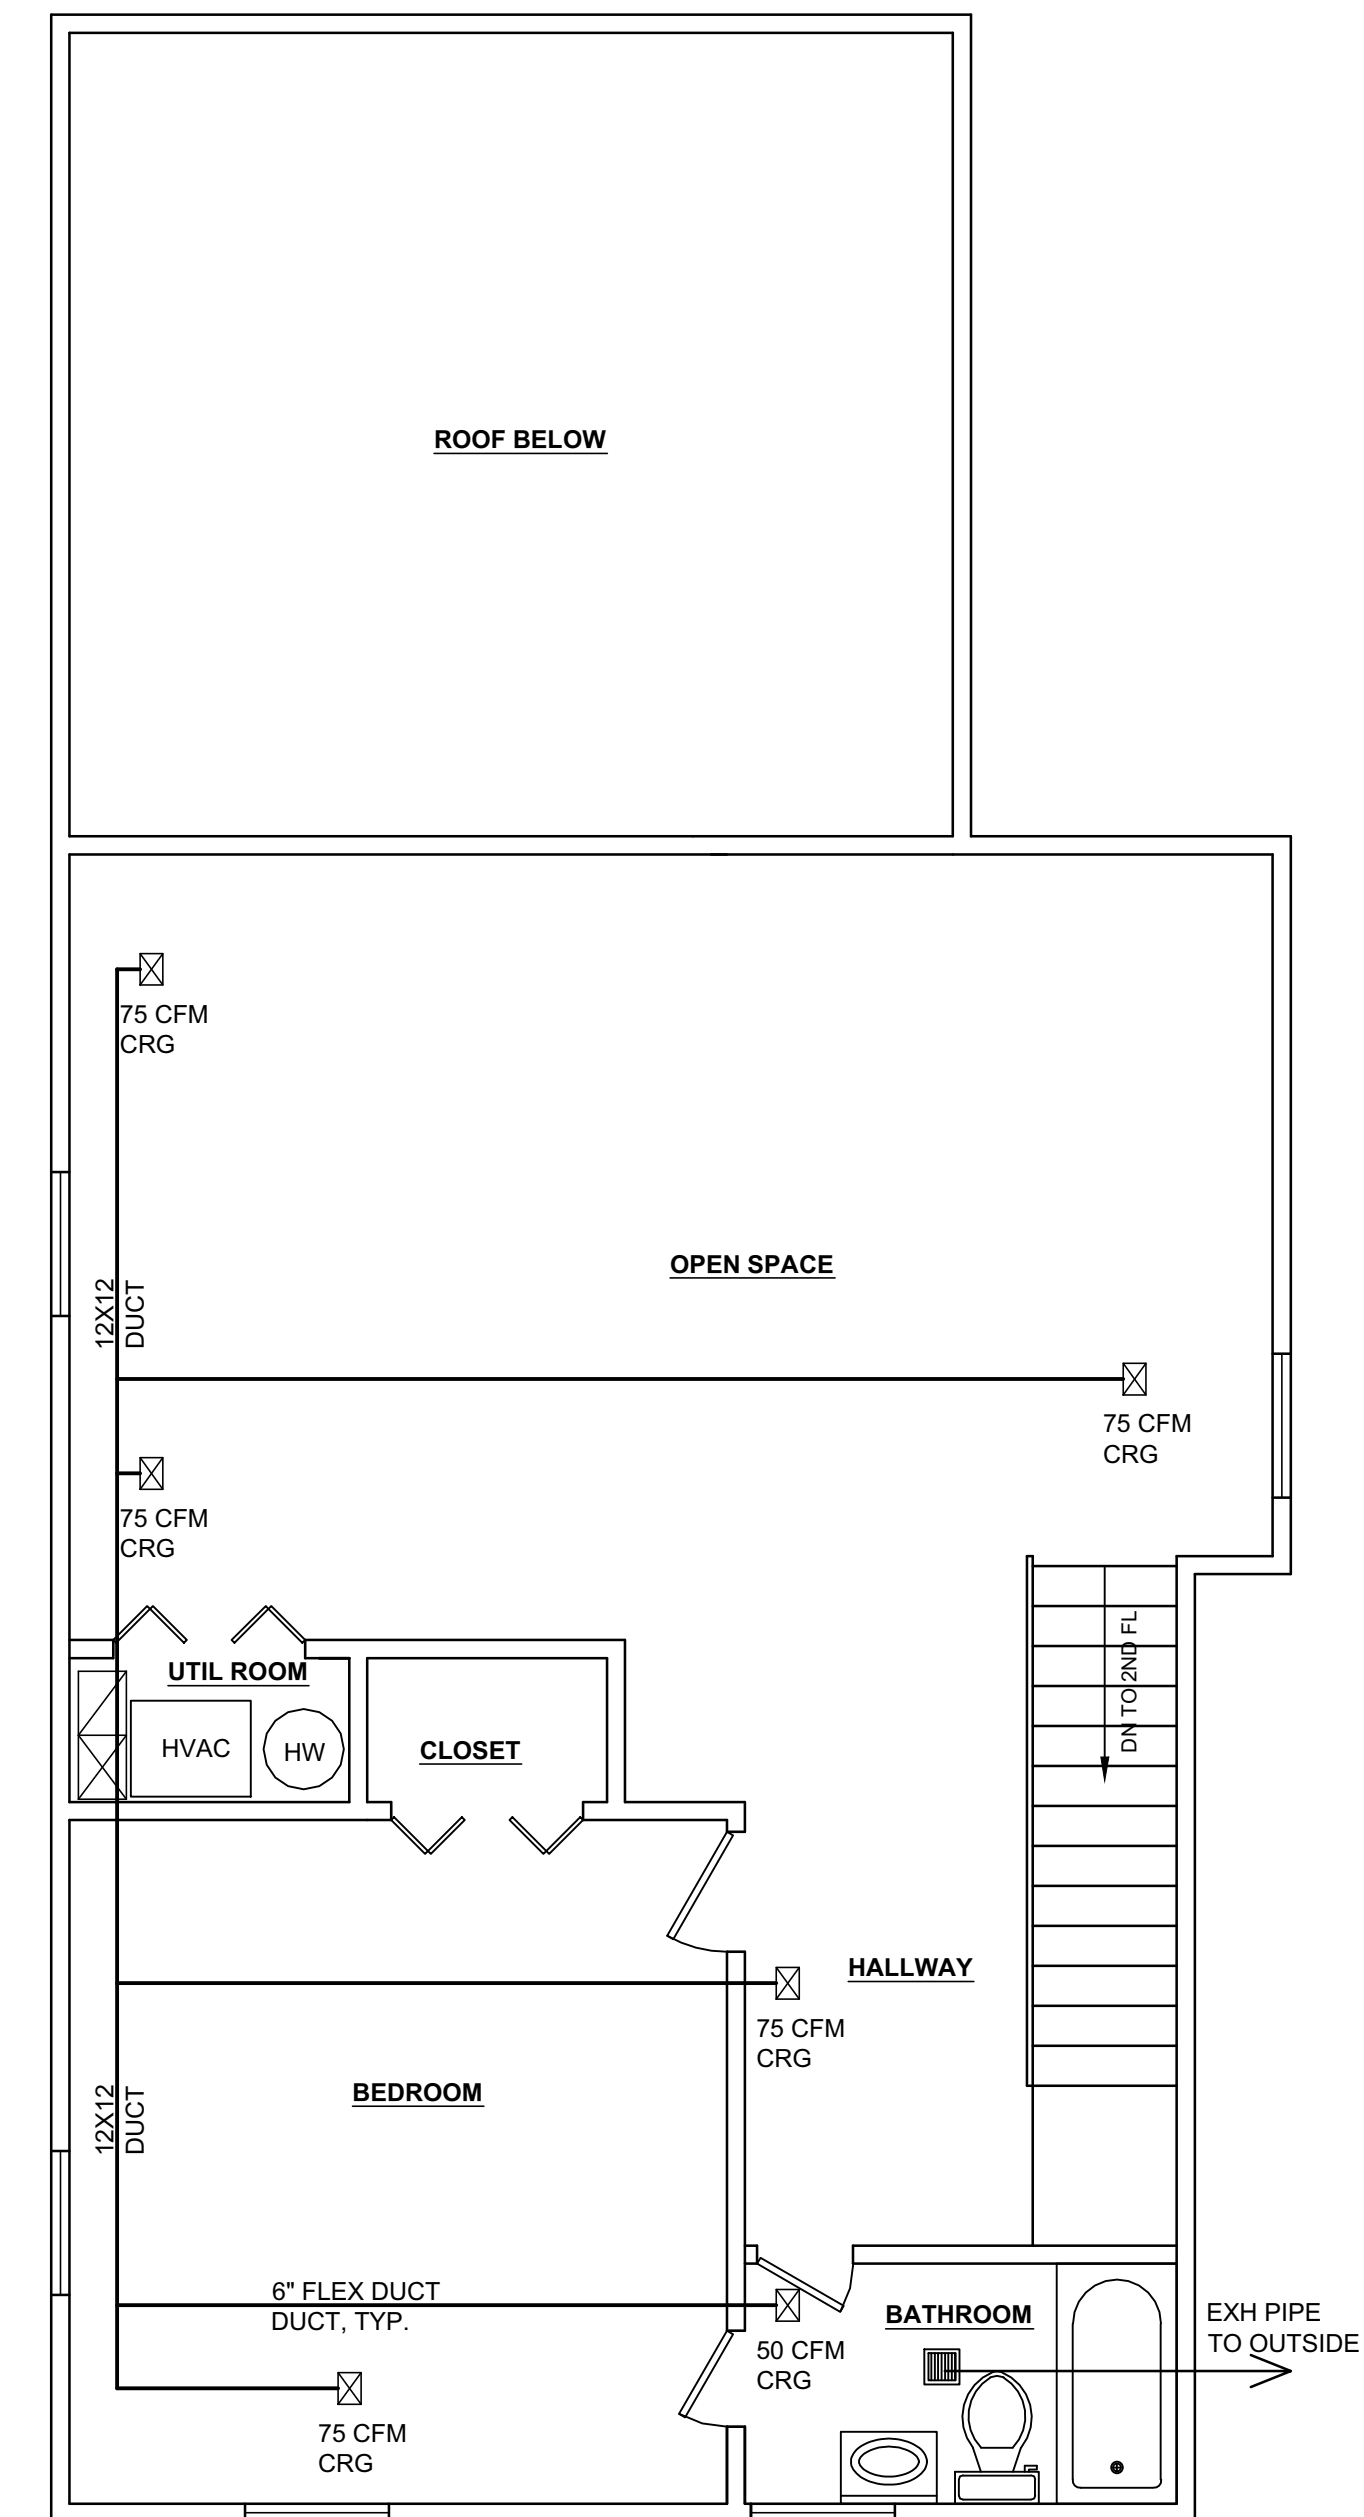 ROOF BELOW
75 CFM
CRG
OPEN SPACE
12X12
DUCT
75 CFM
CRG
75 CFM
CRG
DN TO 2ND FL
UTIL ROOM
HVAC
HW
CLOSET
HALLWAY
75 CFM
CRG
BEDROOM
12X12
DUCT
6" FLEX DUCT
DUCT, TYP.
BATHROOM
EXH PIPE
TO OUTSIDE
50 CFM
CRG
75 CFM
CRG